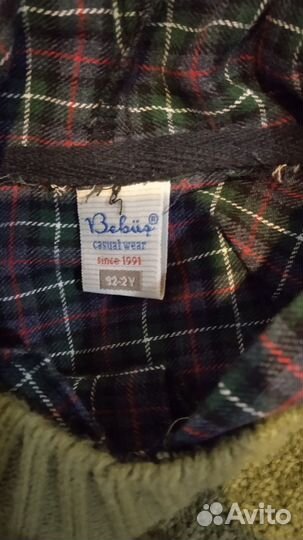 Bebüş®
casual wear
since 1991
92-2Y
Avito